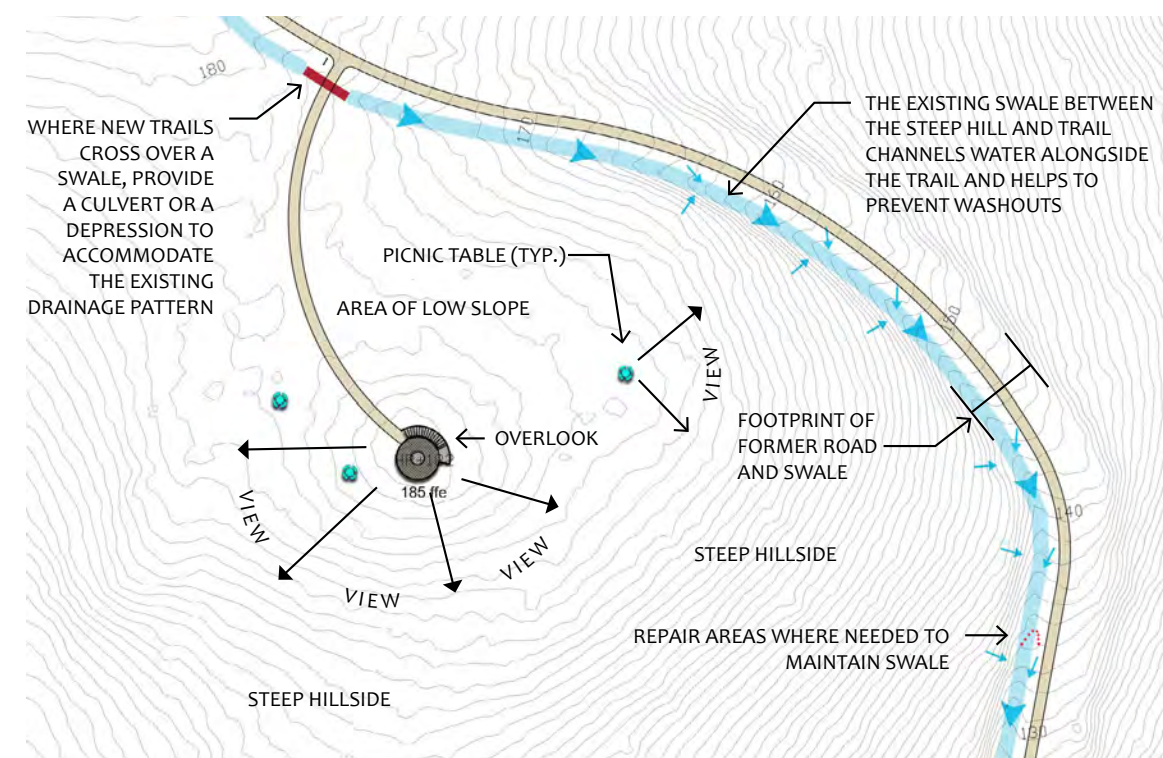 180
WHERE NEW TRAILS
CROSS OVER A
SWALE, PROVIDE
A CULVERT OR A
DEPRESSION TO
ACCOMMODATE
THE EXISTING
DRAINAGE PATTERN
170
THE EXISTING SWALE BETWEEN
THE STEEP HILL AND TRAIL
CHANNELS WATER ALONGSIDE
THE TRAIL AND HELPS TO
PREVENT WASHOUTS
PICNIC TABLE (TYP.)
AREA OF LOW SLOPE
VIEW
OVERLOOK
185 ffe
FOOTPRINT OF
FORMER ROAD
AND SWALE
VIEW
VIEW
VIEW
140
STEEP HILLSIDE
REPAIR AREAS WHERE NEEDED TO
MAINTAIN SWALE
STEEP HILLSIDE
130